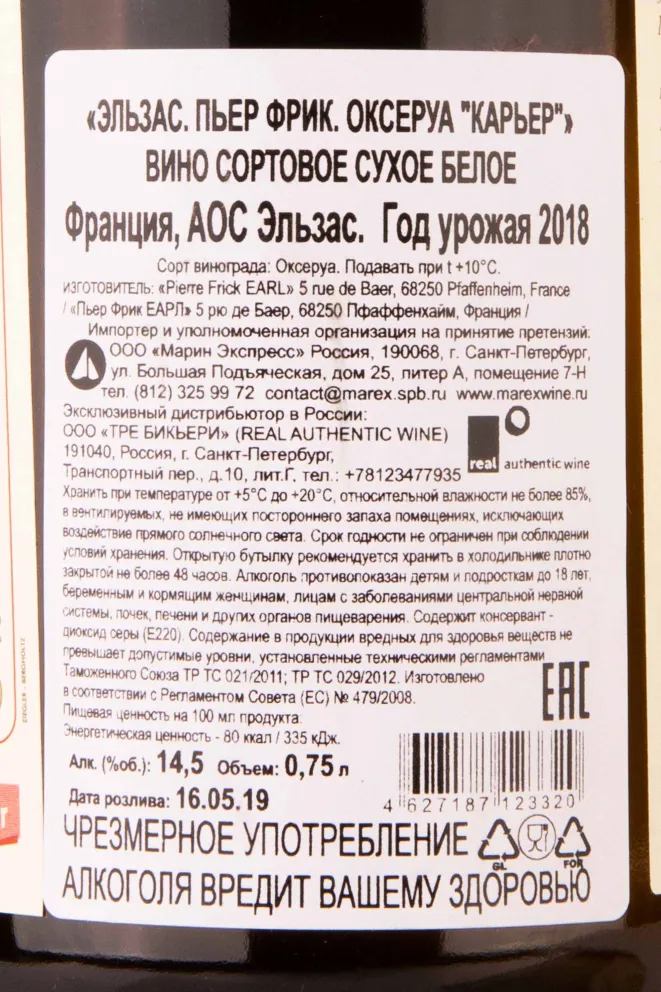 «ЭЛЬЗАС. ПЬЕР ФРИК. ОКСЕРУА "КАРЬЕР"»
ВИНО СОРТОВОЕ СУХОЕ БЕЛОЕ
Франция, АОС Эльзас. Год урожая 2018
Сорт винограда: Оксеруа. Подавать при t +10°C.
ИЗГОТОВИТЕЛЬ: «Pierre Frick EARL» 5 rue de Baer, 68250 Pfaffenheim, France
/ «Пьер Фрик ЕАРЛ» 5 рю де Баер, 68250 Пфаффенхайм, Франция /
Импортер и уполномоченная организация на принятие претензий:
ООО «Марин Экспресс» Россия, 190068, г. Санкт-Петербург,
ул. Большая Подъяческая, дом 25, литер А, помещение 7-Н
тел. (812) 325 99 72 contact@marex.spb.ru www.marexwine.ru
Эксклюзивный дистрибьютор в России:
ООО «ТРЕ БИКЬЕРИ» (REAL AUTHENTIC WINE)
191040, Россия, г. Санкт-Петербург,
Транспортный пер., д.10, лит.Г, тел.: +78123477935
real authentic wine
Хранить при температуре от +5°C до +20°C, относительной влажности не более 85%,
в вентилируемых, не имеющих постороннего запаха помещениях, исключающих
воздействие прямого солнечного света. Срок годности не ограничен при соблюдении
условий хранения. Открытую бутылку рекомендуется хранить в холодильнике плотно
закрытой не более 48 часов. Алкоголь противопоказан детям и подросткам до 18 лет,
беременным и кормящим женщинам, лицам с заболеваниями центральной нервной
системы, почек, печени и других органов пищеварения. Содержит консервант -
диоксид серы (Е220). Содержание в продукции вредных для здоровья веществ не
превышает допустимые уровни, установленные техническими регламентами
Таможенного Союза ТР ТС 021/2011; ТР ТС 029/2012. Изготовлено
в соответствии с Регламентом Совета (ЕС) № 479/2008.
Пищевая ценность на 100 мл продукта:
Энергетическая ценность - 80 ккал / 335 кДж.
EAC
Алк. (%об.): 14,5 Объем: 0,75 л
Дата розлива: 16.05.19
4 627187 123320
ЧРЕЗМЕРНОЕ УПОТРЕБЛЕНИЕ
АЛКОГОЛЯ ВРЕДИТ ВАШЕМУ ЗДОРОВЬЮ
GL
FOR
ZIEGLER - BERGHOLTZ